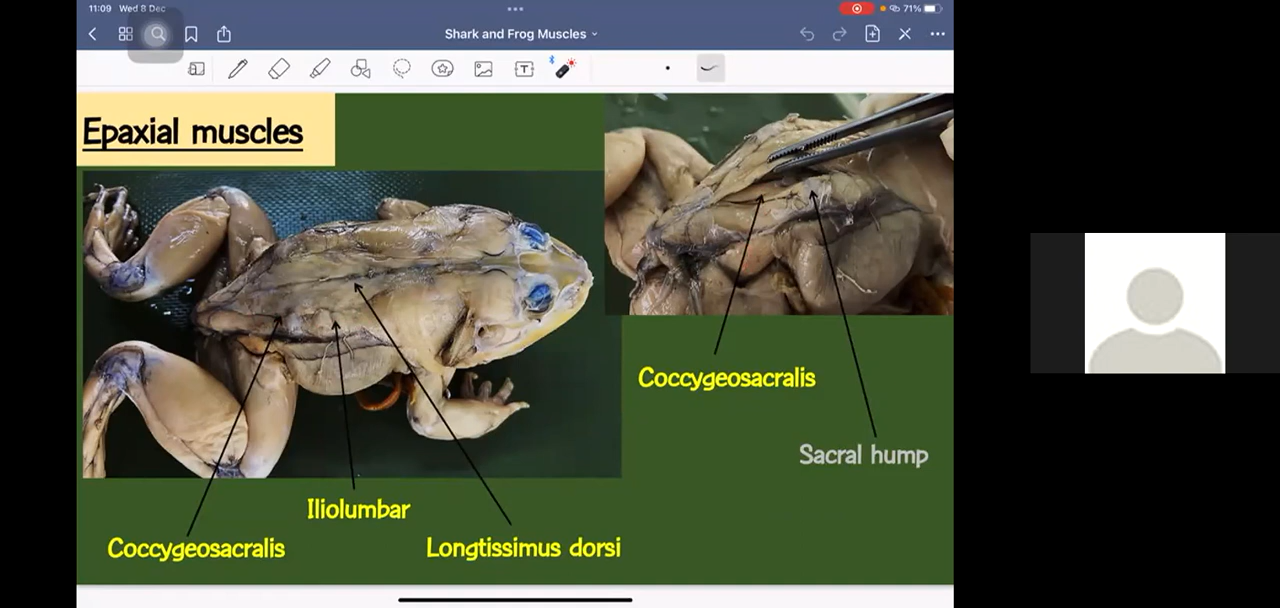 11:09 Wed 8 Dec
71%
Shark and Frog Muscles
T
Epaxial muscles
Coccygeosacralis
Sacral hump
Iliolumbar
Coccygeosacralis
Longtissimus dorsi